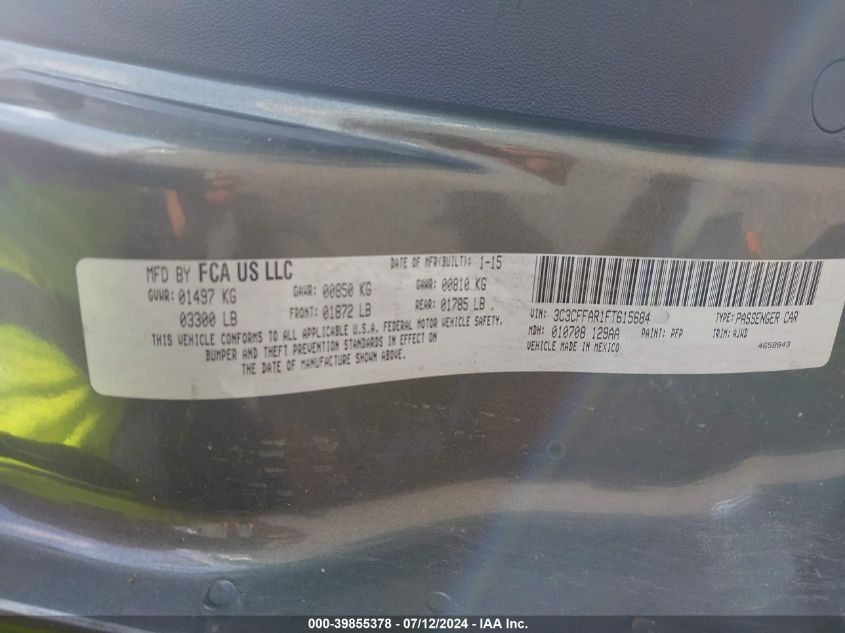 MFD BY FCA US LLC DATE OF MFR(BUILT): 1-15
GVWR: 01497 KG GAWR: 00850 KG GAWR: 00810 KG
03300 LB FRONT: 01872 LB REAR: 01785 LB
THIS VEHICLE CONFORMS TO ALL APPLICABLE U.S.A. FEDERAL MOTOR VEHICLE SAFETY,
BUMPER AND THEFT PREVENTION STANDARDS IN EFFECT ON
THE DATE OF MANUFACTURE SHOWN ABOVE.
VIN: 3C3CFFAR1FT615684 TYPE: PASSENGER CAR
MDH: 010708 129AA PAINT: PFP TRIM: AJXD
VEHICLE MADE IN MEXICO 4658843
000-39855378 - 07/12/2024 - IAA Inc.